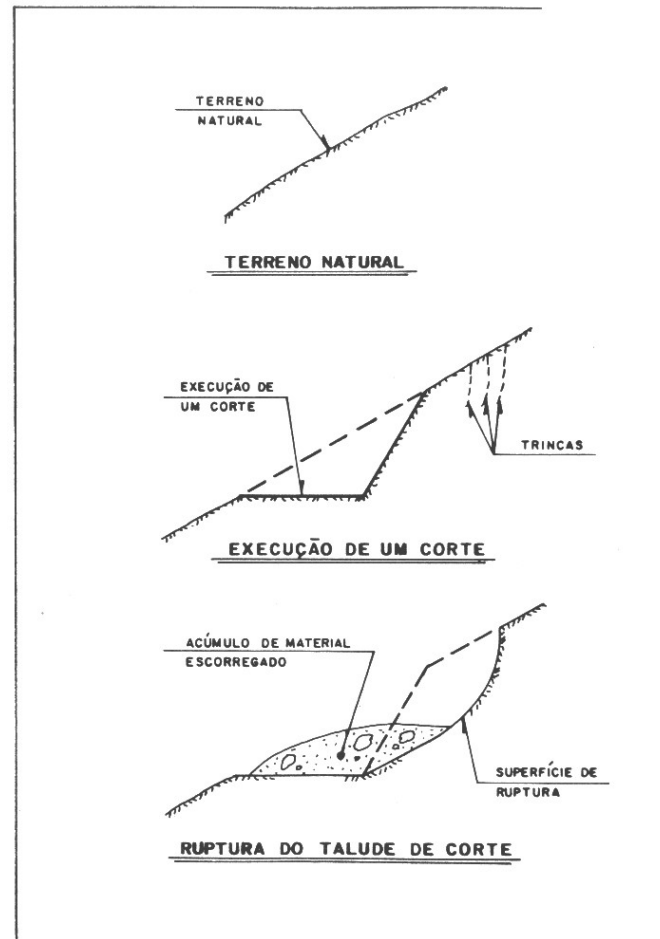 TERRENO
NATURAL
TERRENO NATURAL
EXECUÇÃO DE
UM CORTE
TRINCAS
EXECUÇÃO DE UM CORTE
ACÚMULO DE MATERIAL
ESCORREGADO
SUPERFÍCIE DE
RUPTURA
RUPTURA DO TALUDE DE CORTE